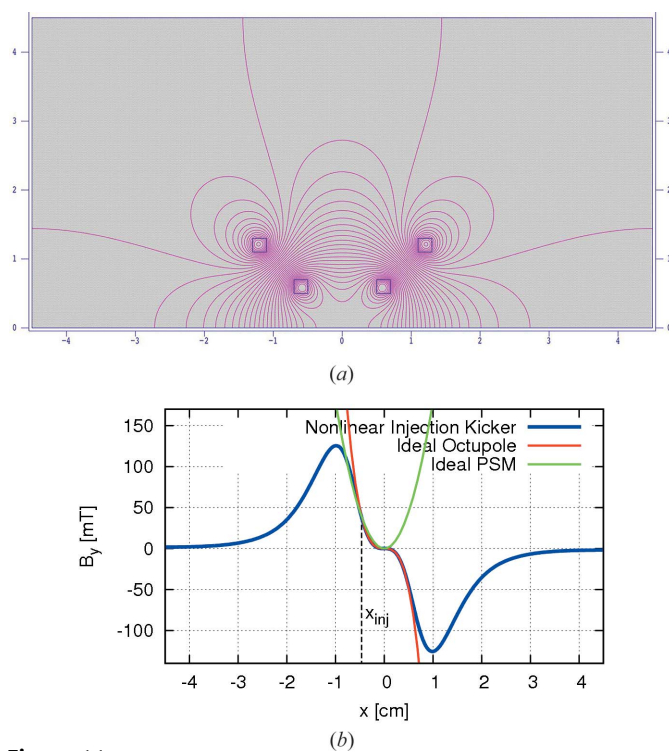 4
3
2
1
0
-4 -3 -2 -1 0 1 2 3 4
(a)
150
100
50
0
-50
-100
B_y [mT]
Nonlinear Injection Kicker
Ideal Octupole
Ideal PSM
x_inj
-4 -3 -2 -1 0 1 2 3 4
x [cm]
(b)